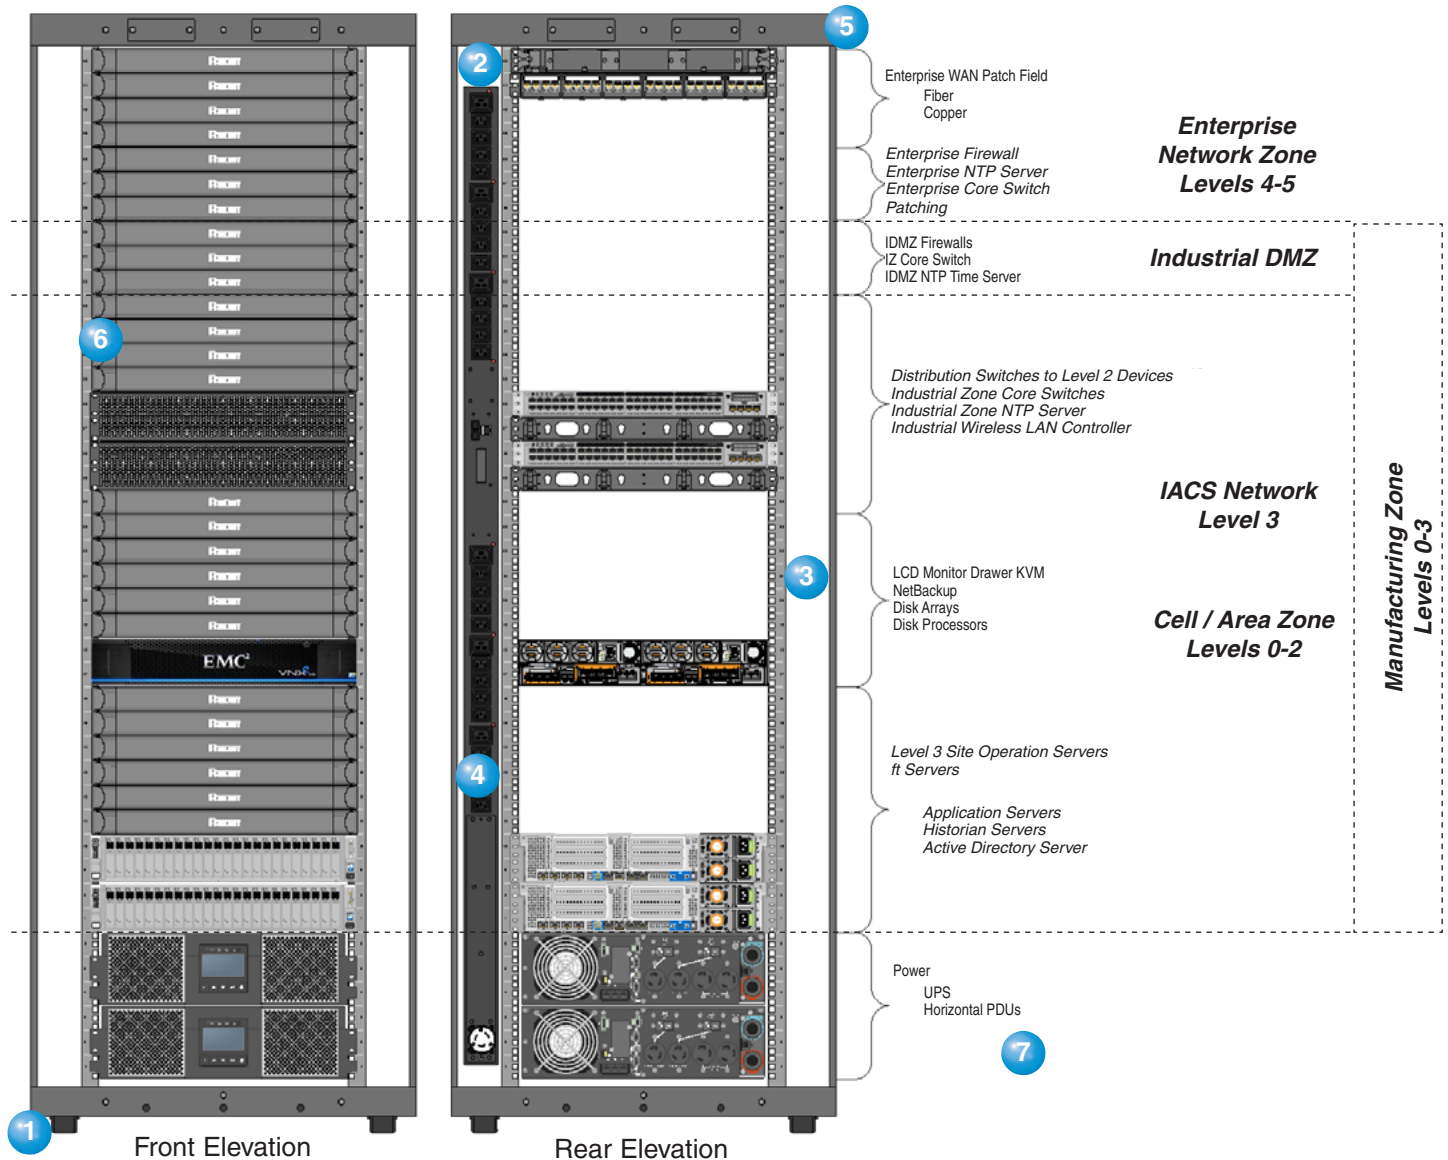 5
2
Enterprise WAN Patch Field
Fiber
Copper
Enterprise
Network Zone
Levels 4-5
Enterprise Firewall
Enterprise NTP Server
Enterprise Core Switch
Patching
IDMZ Firewalls
IZ Core Switch
IDMZ NTP Time Server
Industrial DMZ
6
Distribution Switches to Level 2 Devices
Industrial Zone Core Switches
Industrial Zone NTP Server
Industrial Wireless LAN Controller
IACS Network
Level 3
Manufacturing Zone
Levels 0-3
3
LCD Monitor Drawer KVM
NetBackup
Disk Arrays
Disk Processors
Cell / Area Zone
Levels 0-2
EMC²
VNX
4
Level 3 Site Operation Servers
ft Servers
Application Servers
Historian Servers
Active Directory Server
Power
UPS
Horizontal PDUs
7
1
Front Elevation
Rear Elevation